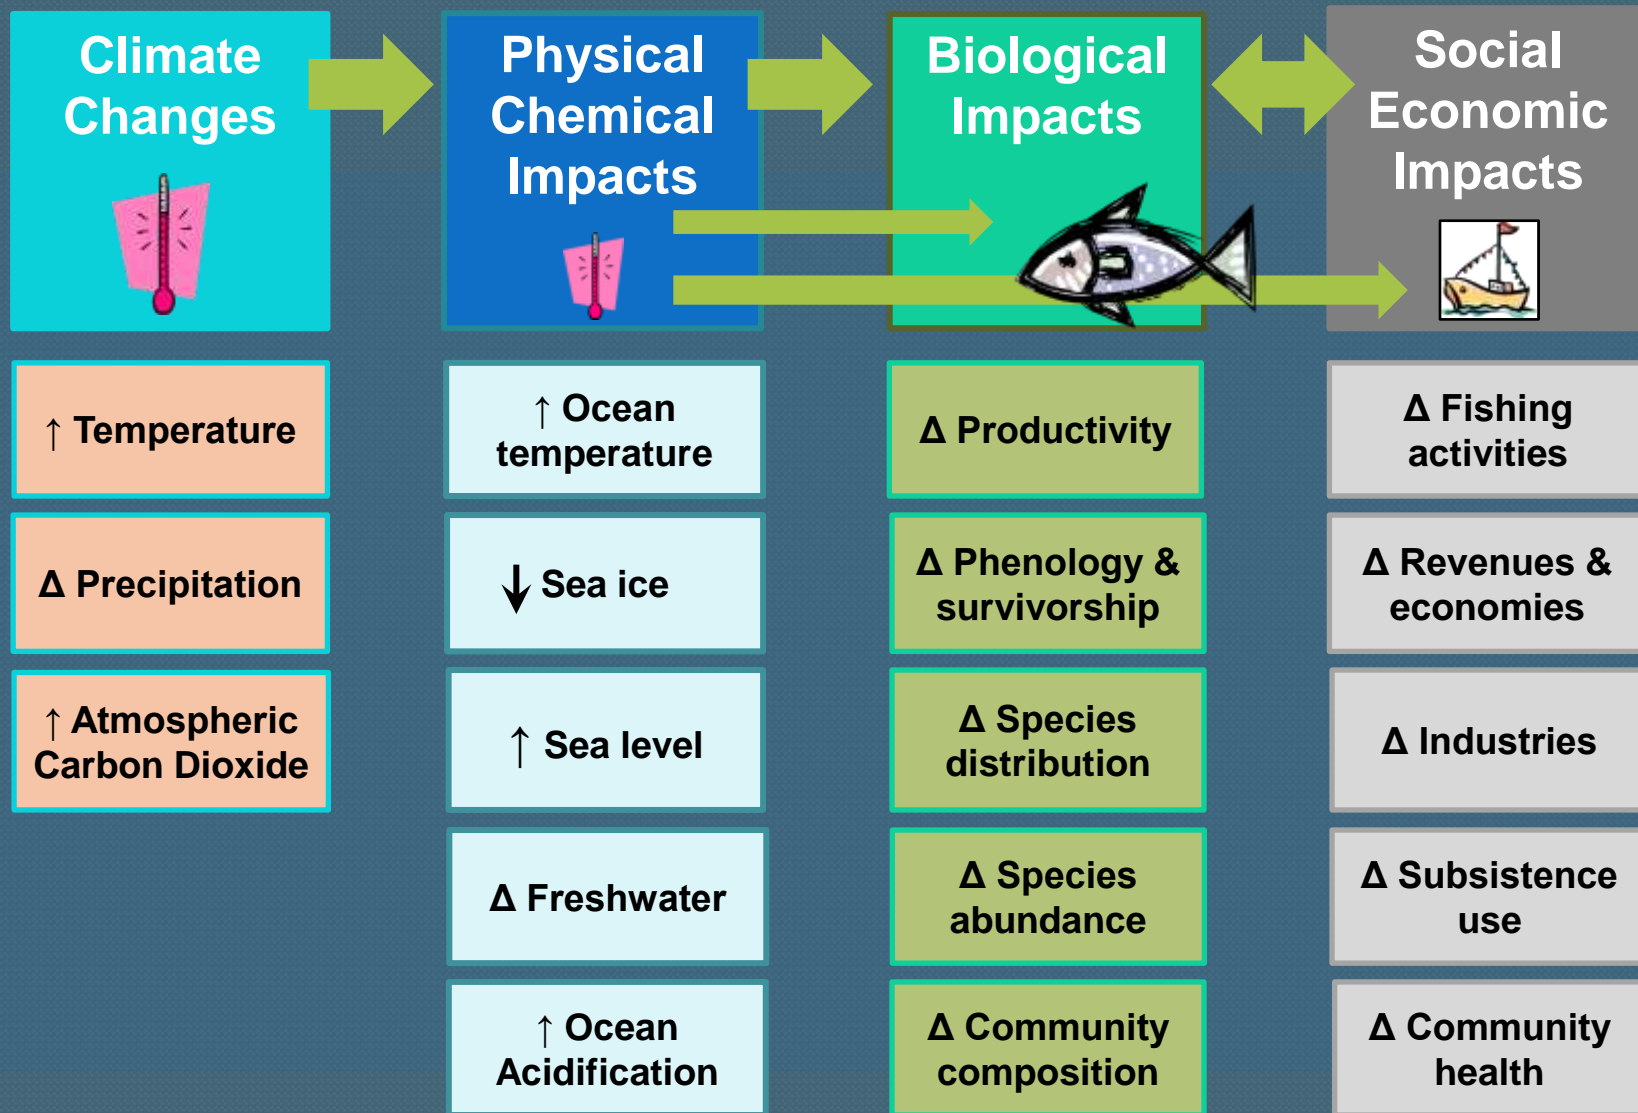 Climate
Changes
Physical
Chemical
Impacts
Biological
Impacts
Social
Economic
Impacts
↑ Temperature
Δ Precipitation
↑ Atmospheric
Carbon Dioxide
↑ Ocean
temperature
↓ Sea ice
↑ Sea level
Δ Freshwater
↑ Ocean
Acidification
Δ Productivity
Δ Phenology &
survivorship
Δ Species
distribution
Δ Species
abundance
Δ Community
composition
Δ Fishing
activities
Δ Revenues &
economies
Δ Industries
Δ Subsistence
use
Δ Community
health